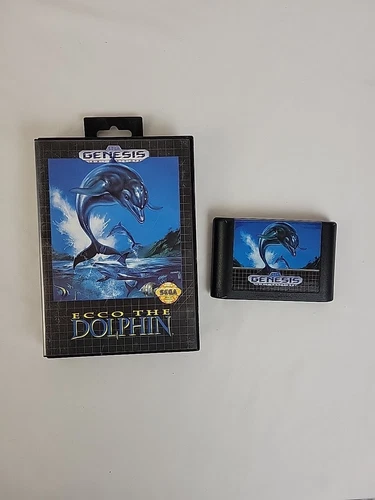 GENESIS
SEGA
ECCO THE
DOLPHIN
GENESIS